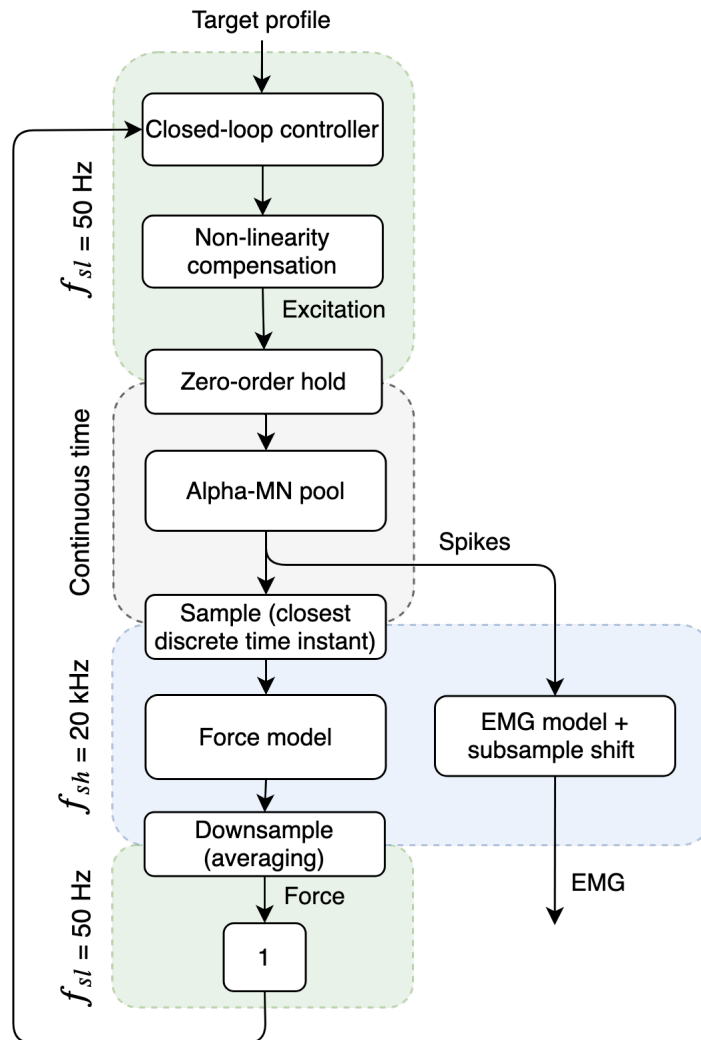 Target profile
Closed-loop controller
f_sl = 50 Hz
Non-linearity
compensation
Excitation
Zero-order hold
Continuous time
Alpha-MN pool
Spikes
Sample (closest
discrete time instant)
f_sh = 20 kHz
Force model
EMG model +
subsample shift
Downsample
(averaging)
Force
EMG
f_sl = 50 Hz
1